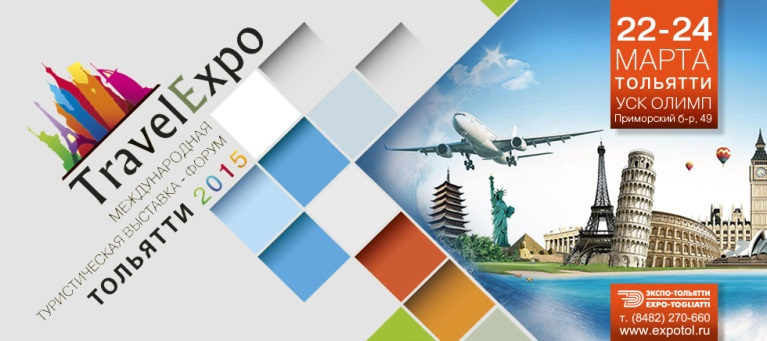 TravelExpo
МЕЖДУНАРОДНАЯ
ТУРИСТИЧЕСКАЯ ВЫСТАВКА - ФОРУМ
ТОЛЬЯТТИ 2015
22-24
МАРТА
ТОЛЬЯТТИ
УСК ОЛИМП
Приморский б-р, 49
ЭКСПО-ТОЛЬЯТТИ
EXPO-TOGLIATTI
т. (8482) 270-660
www.expotol.ru